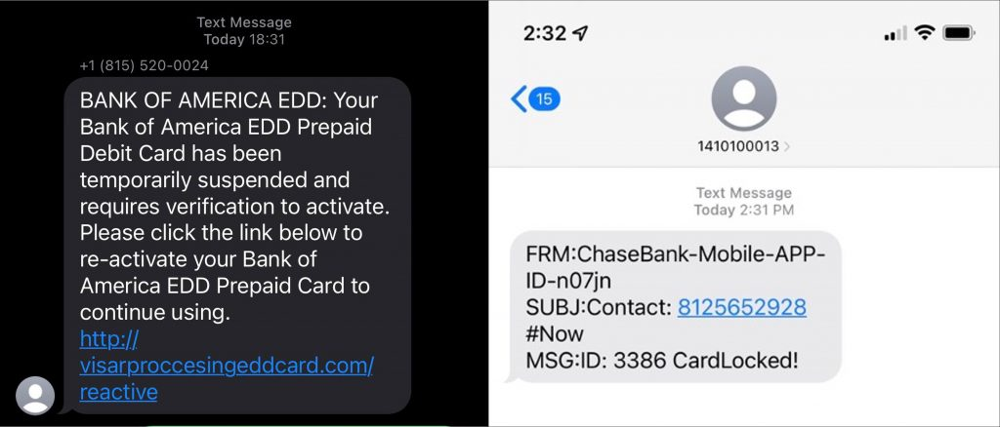 Text Message
Today 18:31
+1 (815) 520-0024
BANK OF AMERICA EDD: Your
Bank of America EDD Prepaid
Debit Card has been
temporarily suspended and
requires verification to activate.
Please click the link below to
re-activate your Bank of
America EDD Prepaid Card to
continue using.
http://
visarproccesingeddcard.com/
reactive
2:32
15
1410100013
Text Message
Today 2:31 PM
FRM:ChaseBank-Mobile-APP-
ID-n07jn
SUBJ:Contact: 8125652928
#Now
MSG:ID: 3386 CardLocked!